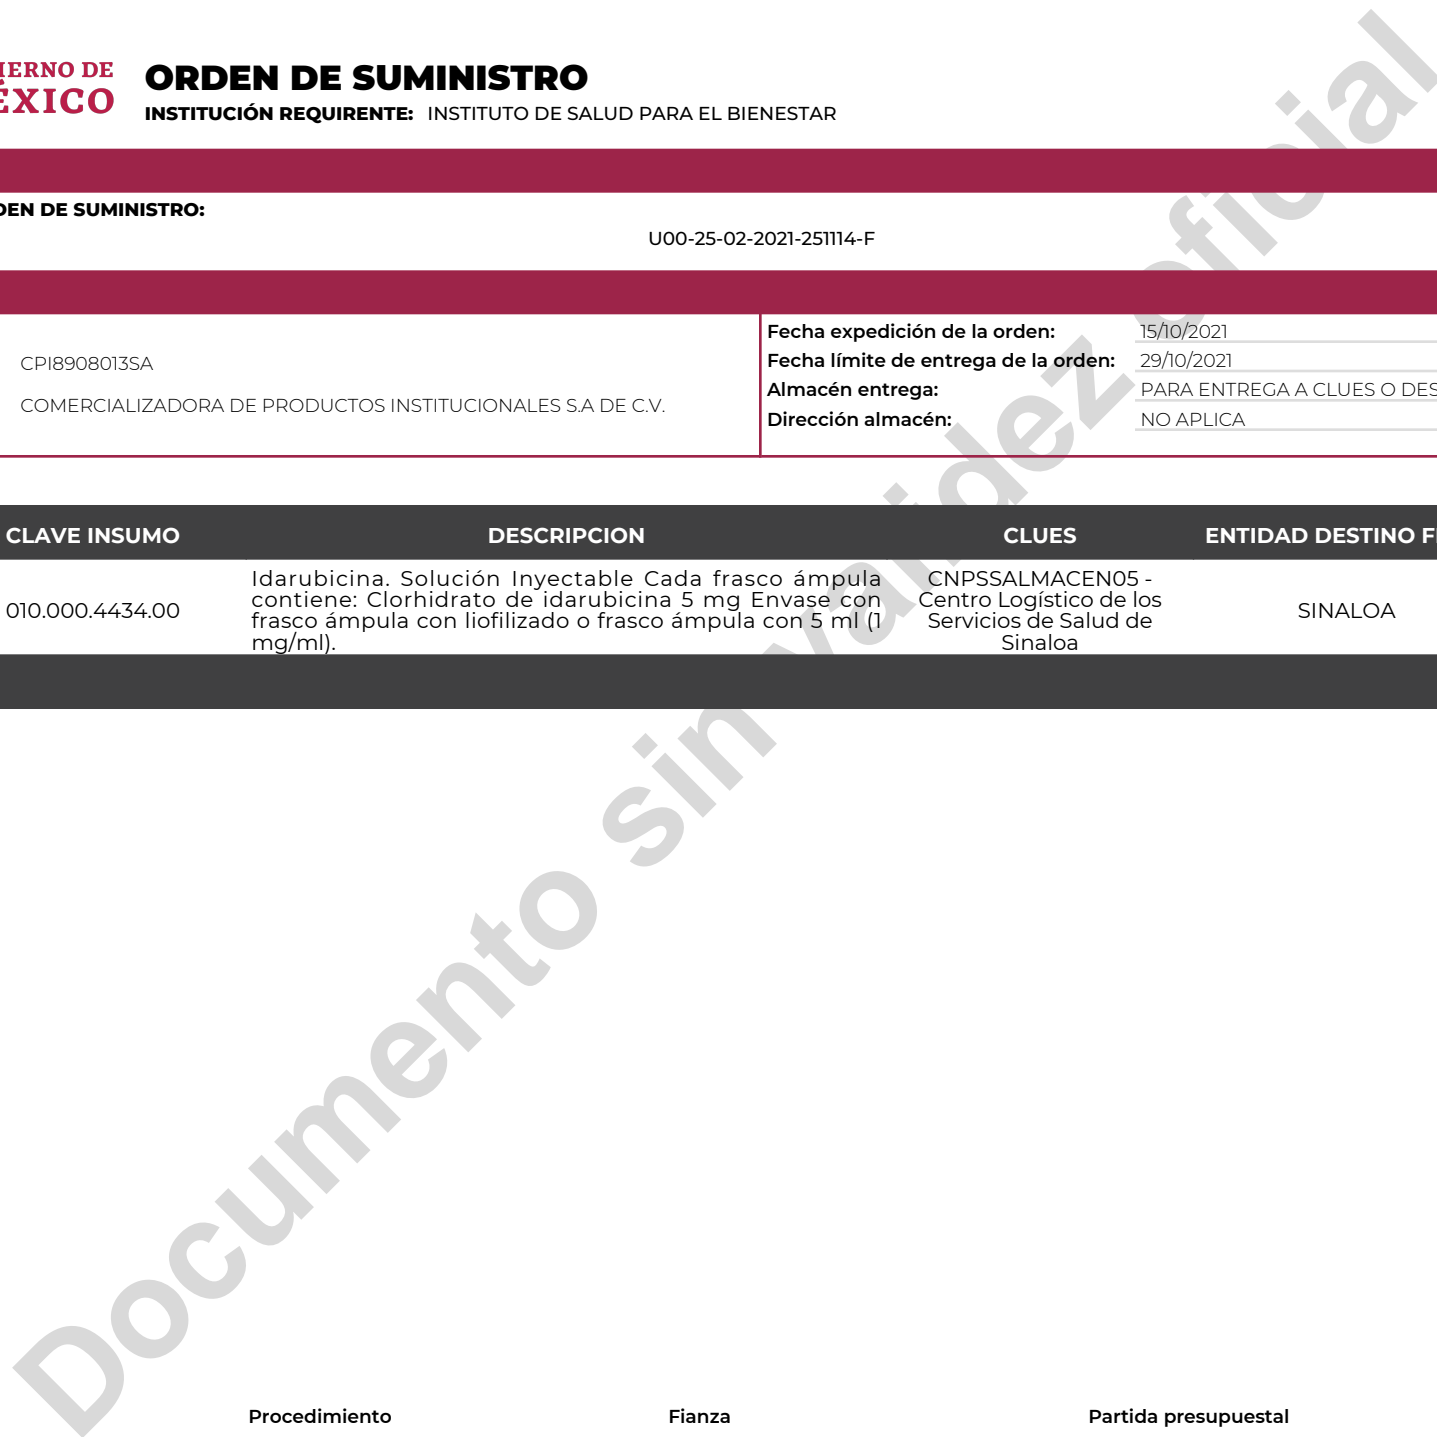 IERNO DE
ÉXICO
ORDEN DE SUMINISTRO
INSTITUCIÓN REQUIRENTE: INSTITUTO DE SALUD PARA EL BIENESTAR
DEN DE SUMINISTRO:
U00-25-02-2021-251114-F
CPI8908013SA
COMERCIALIZADORA DE PRODUCTOS INSTITUCIONALES S.A DE C.V.
Fecha expedición de la orden: 15/10/2021
Fecha límite de entrega de la orden: 29/10/2021
Almacén entrega: PARA ENTREGA A CLUES O DES
Dirección almacén: NO APLICA
CLAVE INSUMO DESCRIPCION CLUES ENTIDAD DESTINO FI
010.000.4434.00
Idarubicina. Solución Inyectable Cada frasco ámpula
contiene: Clorhidrato de idarubicina 5 mg Envase con
frasco ámpula con liofilizado o frasco ámpula con 5 ml (1
mg/ml).
CNPSSALMACEN05 -
Centro Logístico de los
Servicios de Salud de
Sinaloa
SINALOA
Documento sin validez oficial
Procedimiento Fianza Partida presupuestal